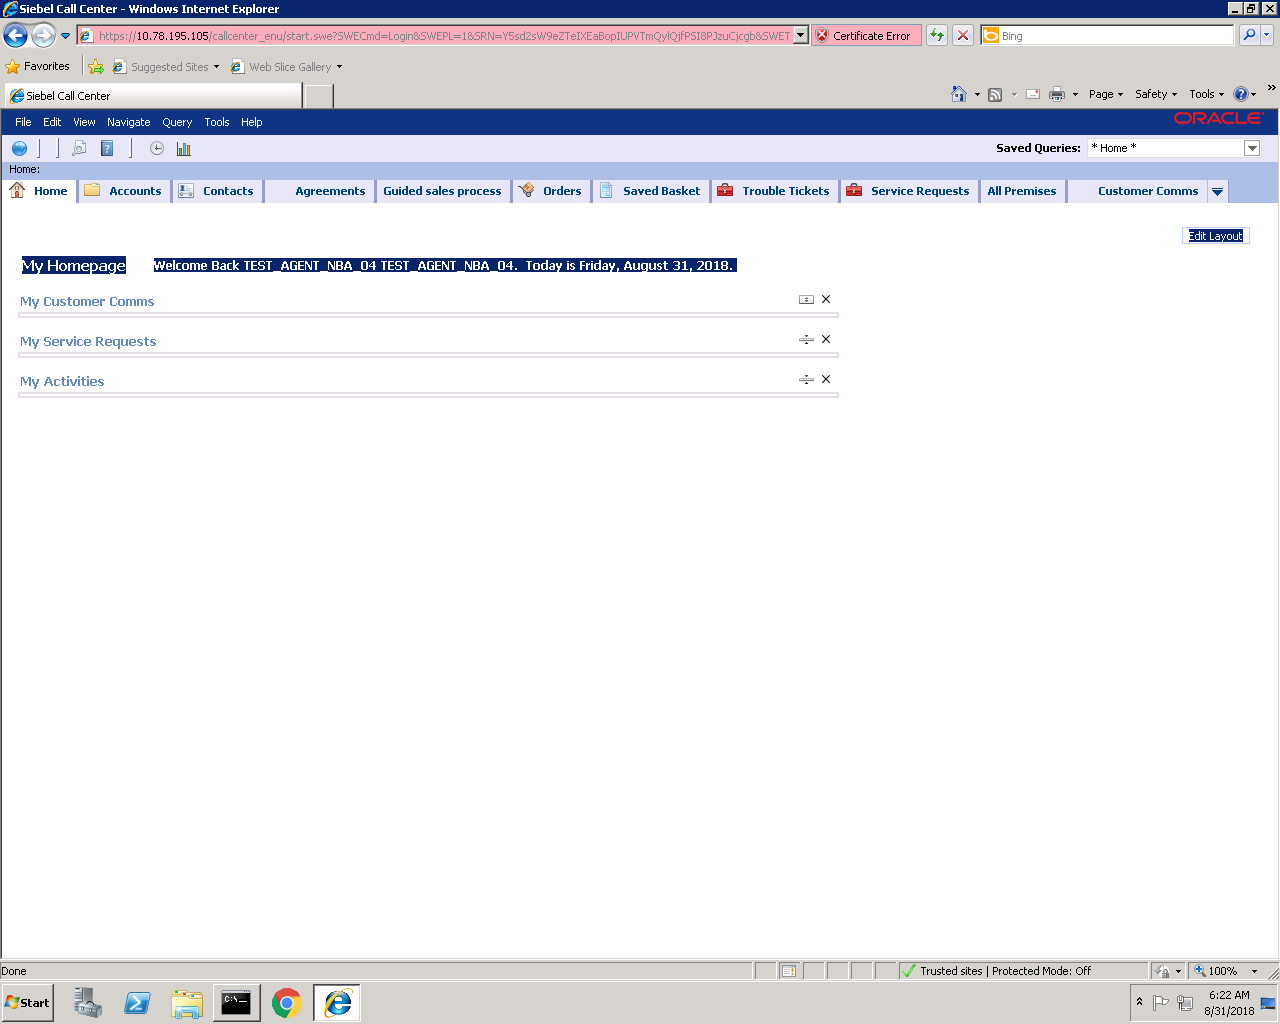 Siebel Call Center - Windows Internet Explorer
https://10.78.195.105/callcenter_enu/start.swe?SWECmd=Login&SWEPL=1&SRN=Y5sd2sW9eZTeIXEaBopIUPVTmQylQjfPSI8PJzuCjcgb&SWET Certificate Error Bing
Favorites Suggested Sites Web Slice Gallery
Siebel Call Center Page Safety Tools »
File Edit View Navigate Query Tools Help ORACLE
Saved Queries: * Home *
Home:
Home Accounts Contacts Agreements Guided sales process Orders Saved Basket Trouble Tickets Service Requests All Premises Customer Comms
Edit Layout
My Homepage Welcome Back TEST_AGENT_NBA_04 TEST_AGENT_NBA_04. Today is Friday, August 31, 2018.
My Customer Comms
My Service Requests
My Activities
Done Trusted sites | Protected Mode: Off 100%
Start C:\_ 6:22 AM
8/31/2018